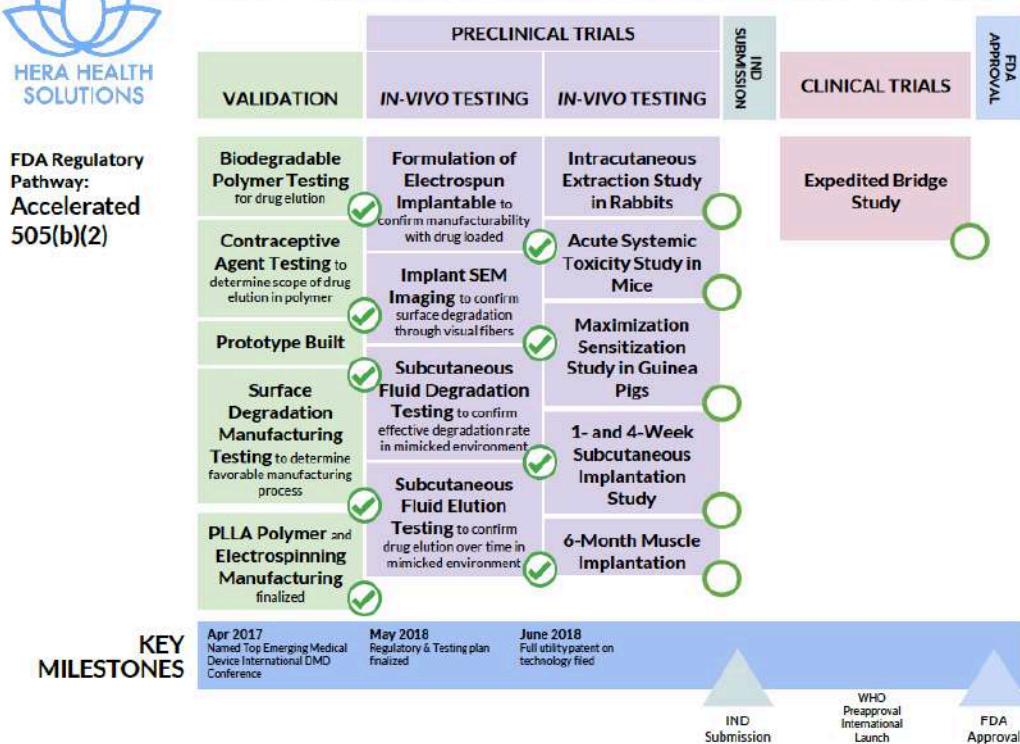 HERA HEALTH
SOLUTIONS
FDA Regulatory
Pathway:
Accelerated
505(b)(2)
PRECLINICAL TRIALS
VALIDATION
IN-VIVO TESTING
IN-VIVO TESTING
IND
SUBMISSION
CLINICAL TRIALS
FDA
APPROVAL
Biodegradable
Polymer Testing
for drug elution
Contraceptive
Agent Testing to
determine scope of drug
elution in polymer
Prototype Built
Surface
Degradation
Manufacturing
Testing to determine
favorable manufacturing
process
PLLA Polymer and
Electrospinning
Manufacturing
finalized
Formulation of
Electrospun
Implantable to
confirm manufacturability
with drug loaded
Implant SEM
Imaging to confirm
surface degradation
through visual fibers
Subcutaneous
Fluid Degradation
Testing to confirm
effective degradation rate
in mimicked environment
Subcutaneous
Fluid Elution
Testing to confirm
drug elution over time in
mimicked environment
Intracutaneous
Extraction Study
in Rabbits
Acute Systemic
Toxicity Study in
Mice
Maximization
Sensitization
Study in Guinea
Pigs
1- and 4-Week
Subcutaneous
Implantation
Study
6-Month Muscle
Implantation
Expedited Bridge
Study
KEY
MILESTONES
Apr 2017
Named Top Emerging Medical
Device International DMD
Conference
May 2018
Regulatory & Testing plan
finalized
June 2018
Full utility patent on
technology filed
IND
Submission
WHO
Preapproval
International
Launch
FDA
Approval